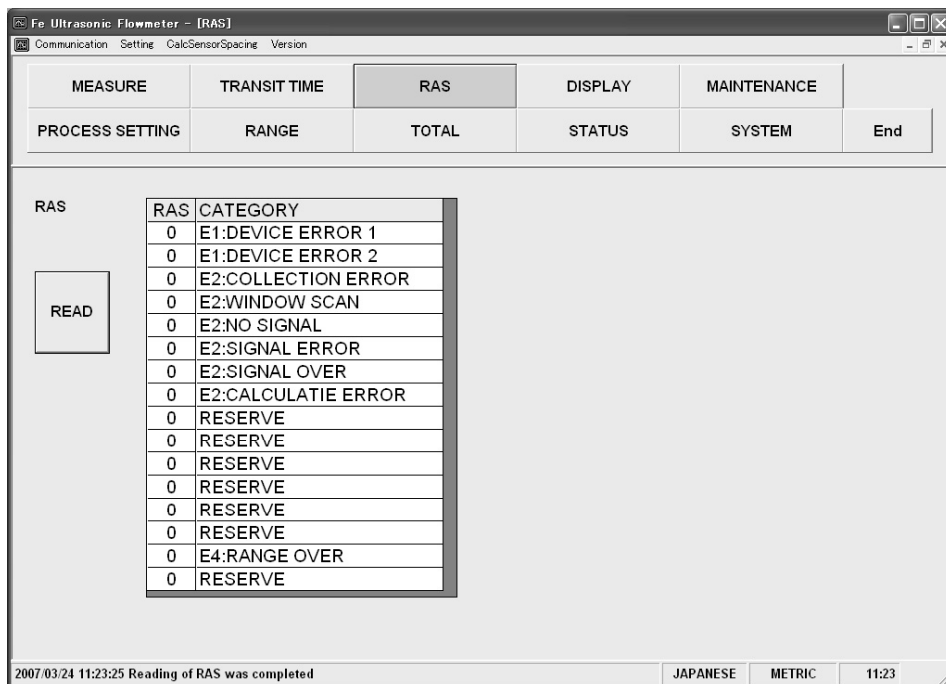 Fe Ultrasonic Flowmeter - [RAS]
Communication Setting CalcSensorSpacing Version
MEASURE TRANSIT TIME RAS DISPLAY MAINTENANCE
PROCESS SETTING RANGE TOTAL STATUS SYSTEM End
RAS
READ
RAS CATEGORY
0 E1:DEVICE ERROR 1
0 E1:DEVICE ERROR 2
0 E2:COLLECTION ERROR
0 E2:WINDOW SCAN
0 E2:NO SIGNAL
0 E2:SIGNAL ERROR
0 E2:SIGNAL OVER
0 E2:CALCULATIE ERROR
0 RESERVE
0 RESERVE
0 RESERVE
0 RESERVE
0 RESERVE
0 RESERVE
0 E4:RANGE OVER
0 RESERVE
2007/03/24 11:23:25 Reading of RAS was completed JAPANESE METRIC 11:23